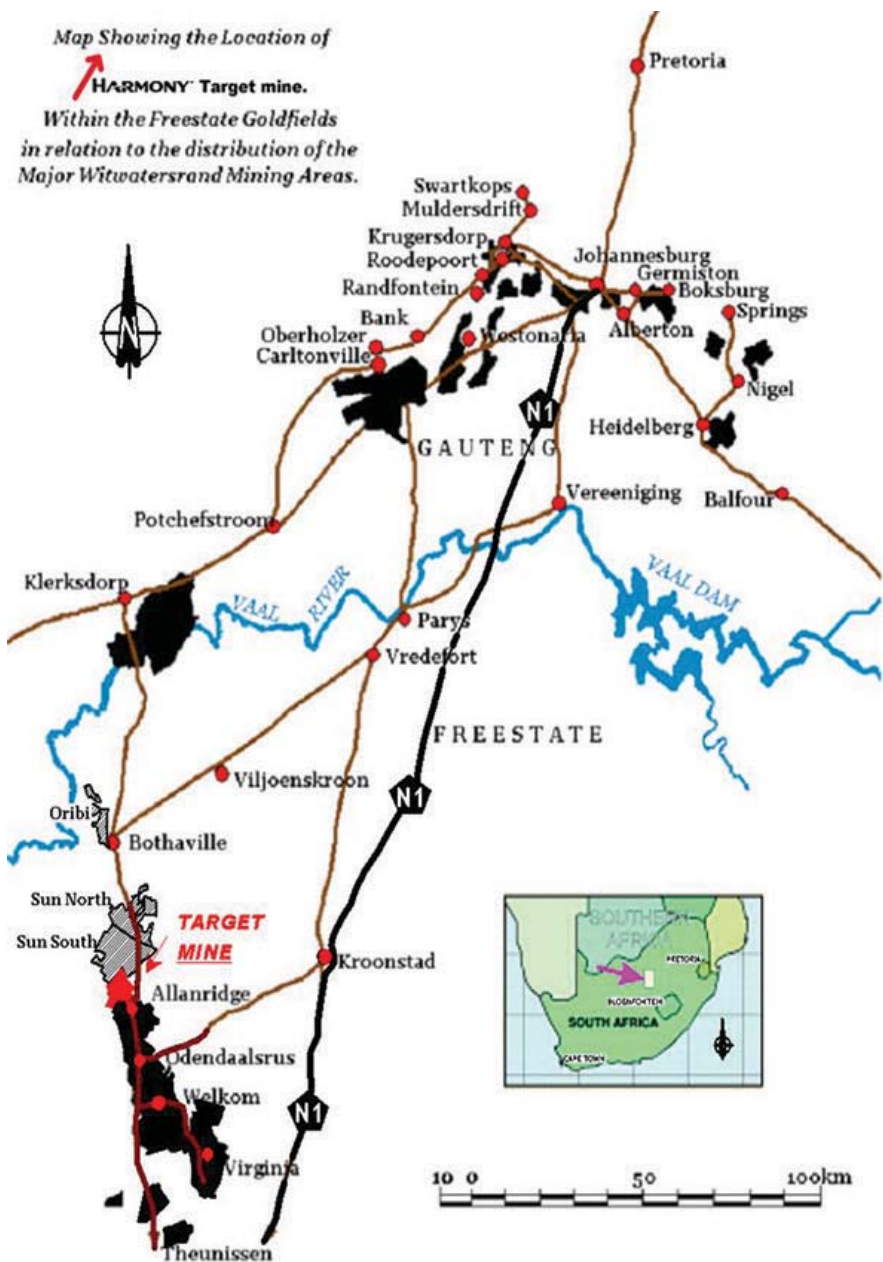 Map Showing the Location of
HARMONY Target mine.
Within the Freestate Goldfields
in relation to the distribution of the
Major Witwatersrand Mining Areas.
N
Pretoria
Swartkops
Muldersdrift
Krugersdorp
Roodepoort
Randfontein
Johannesburg
Germiston
Boksburg
Springs
Alberton
Bank
Westonaria
Oberholzer
Carltonville
Nigel
N1
Heidelberg
GAUTENG
Balfour
Vereeniging
Potchefstroom
Klerksdorp
VAAL RIVER
VAAL DAM
Parys
Vredefort
FREESTATE
Viljoenskroon
N1
Oribi
Bothaville
Sun North
Sun South
TARGET
MINE
Kroonstad
Allanridge
Odendaalsrus
Welkom
N1
Virginia
Theunissen
SOUTHERN
AFRICA
PRETORIA
BLOEMFONTEIN
SOUTH AFRICA
CAPE TOWN
10 0 50 100km